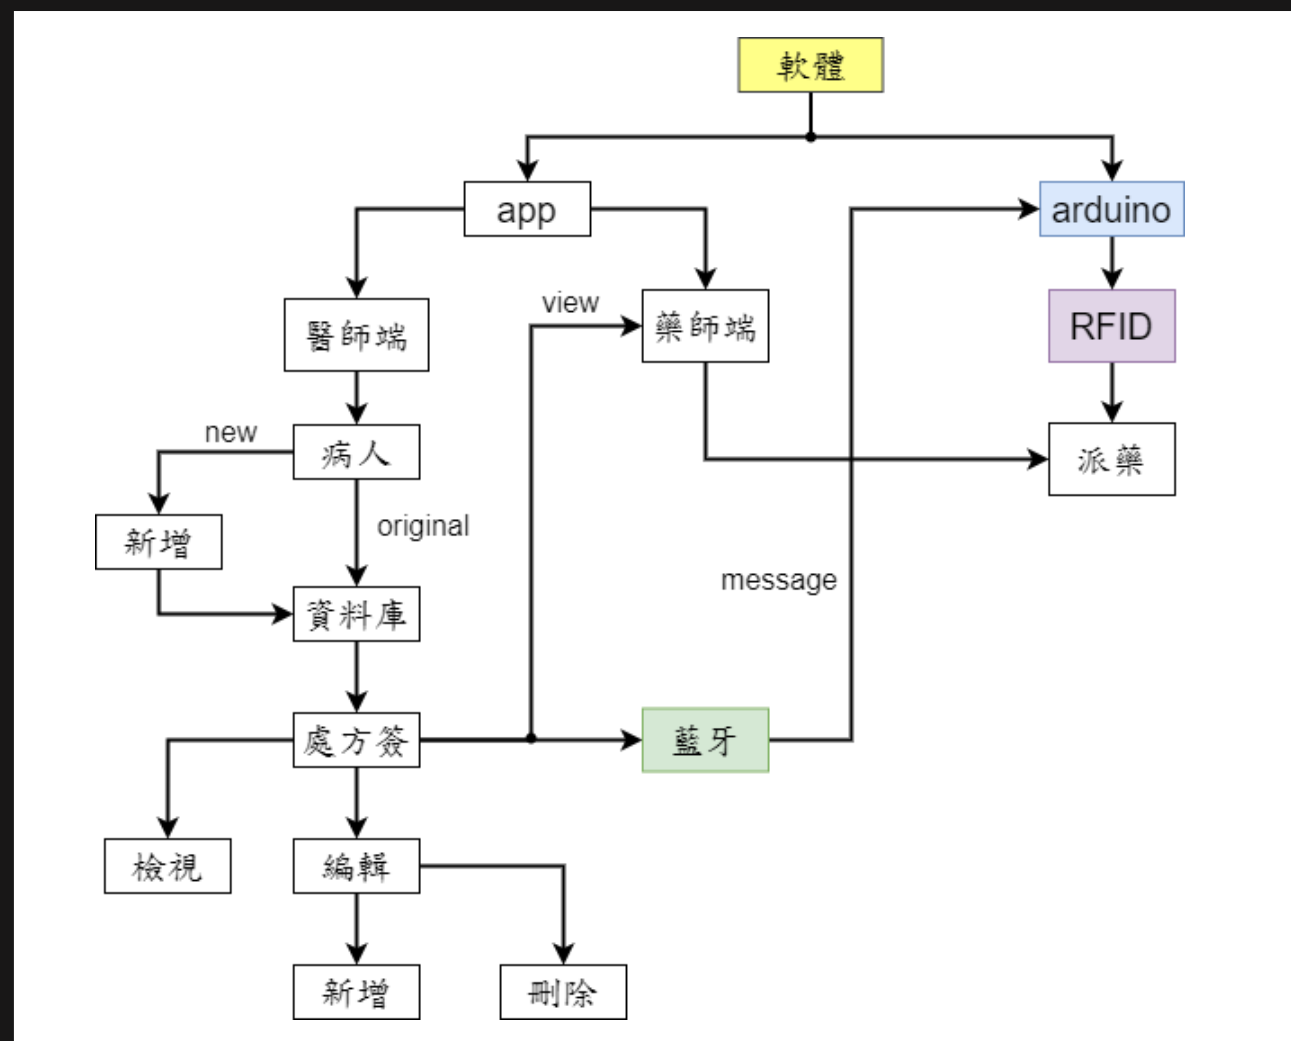 軟體
app
arduino
醫師端
view
藥師端
RFID
new
病人
派藥
original
新增
message
資料庫
處方簽
藍牙
檢視
編輯
新增
刪除